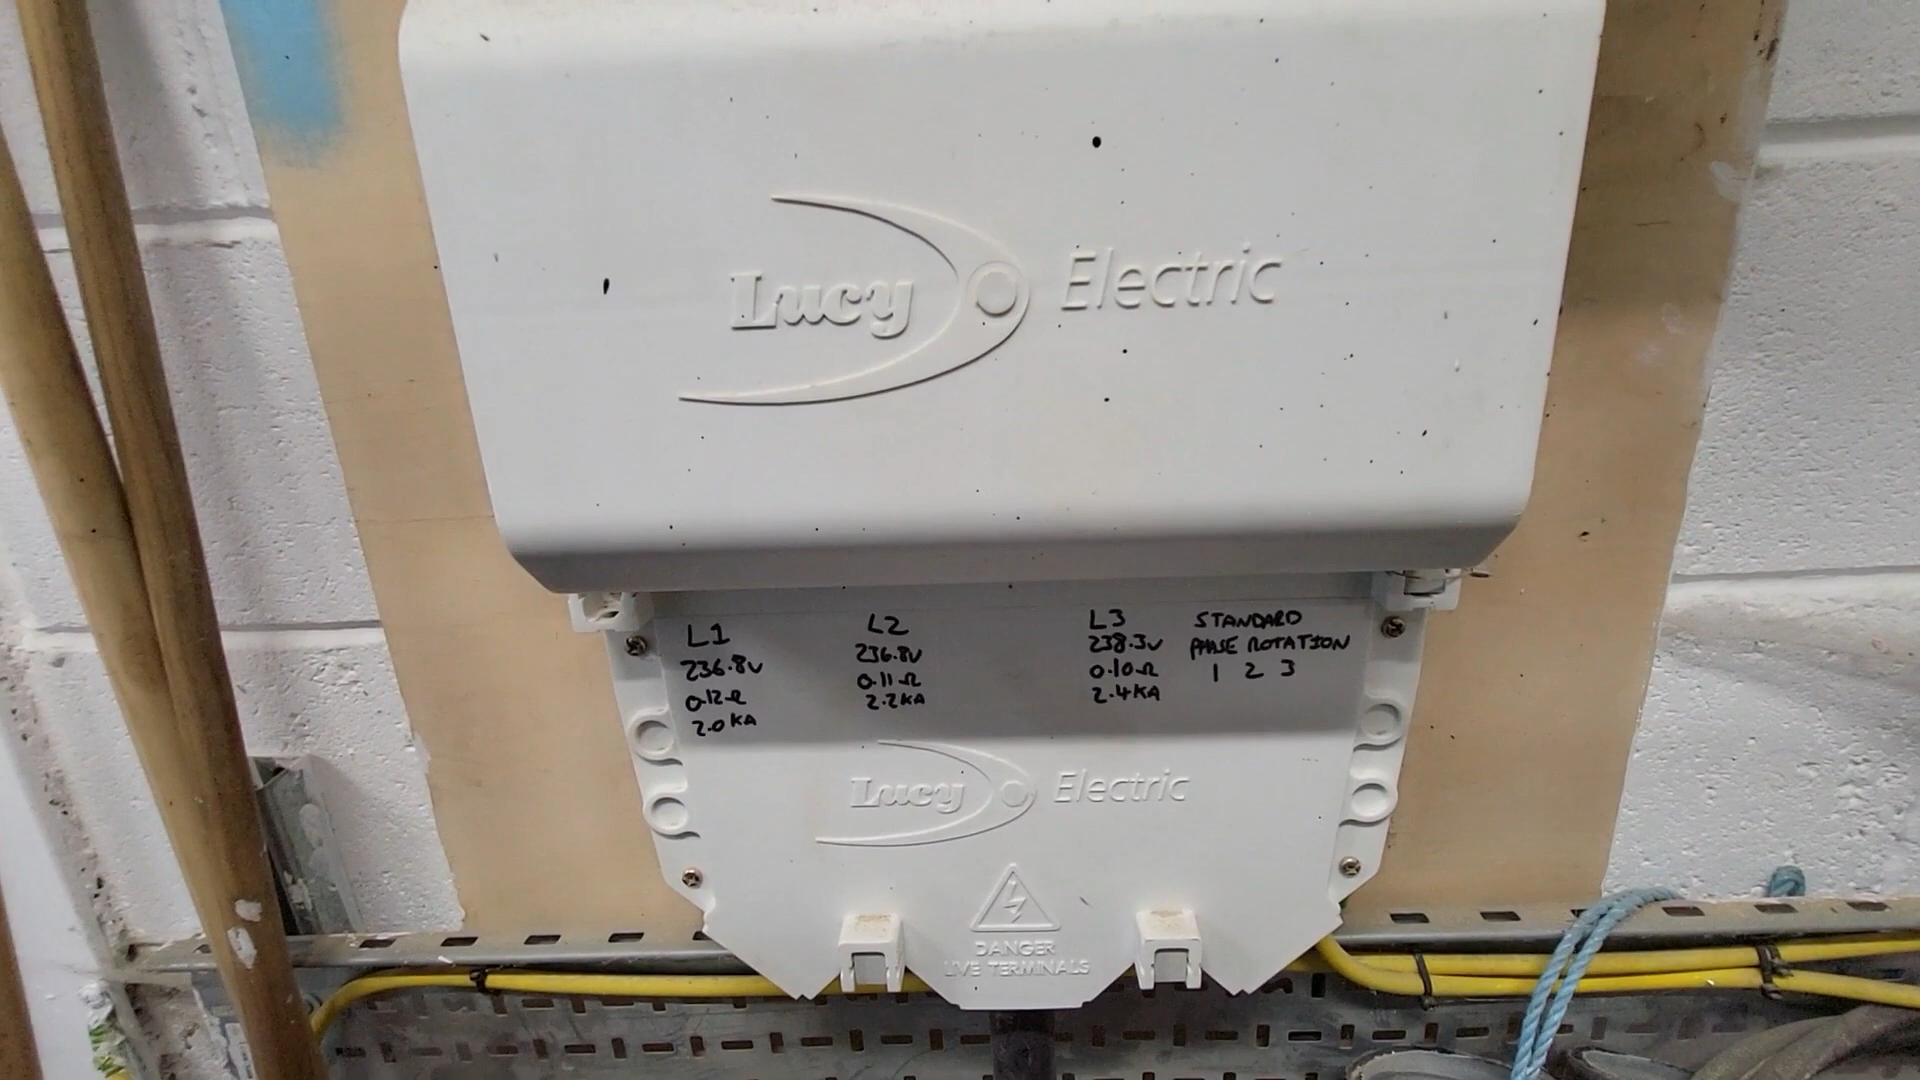 Lucy Electric
L1
236.8V
0.12Ω
2.0KA
L2
236.8V
0.11Ω
2.2KA
L3
238.3V
0.10Ω
2.4KA
STANDARD
PHASE ROTATION
1 2 3
Lucy Electric
DANGER
LIVE TERMINALS